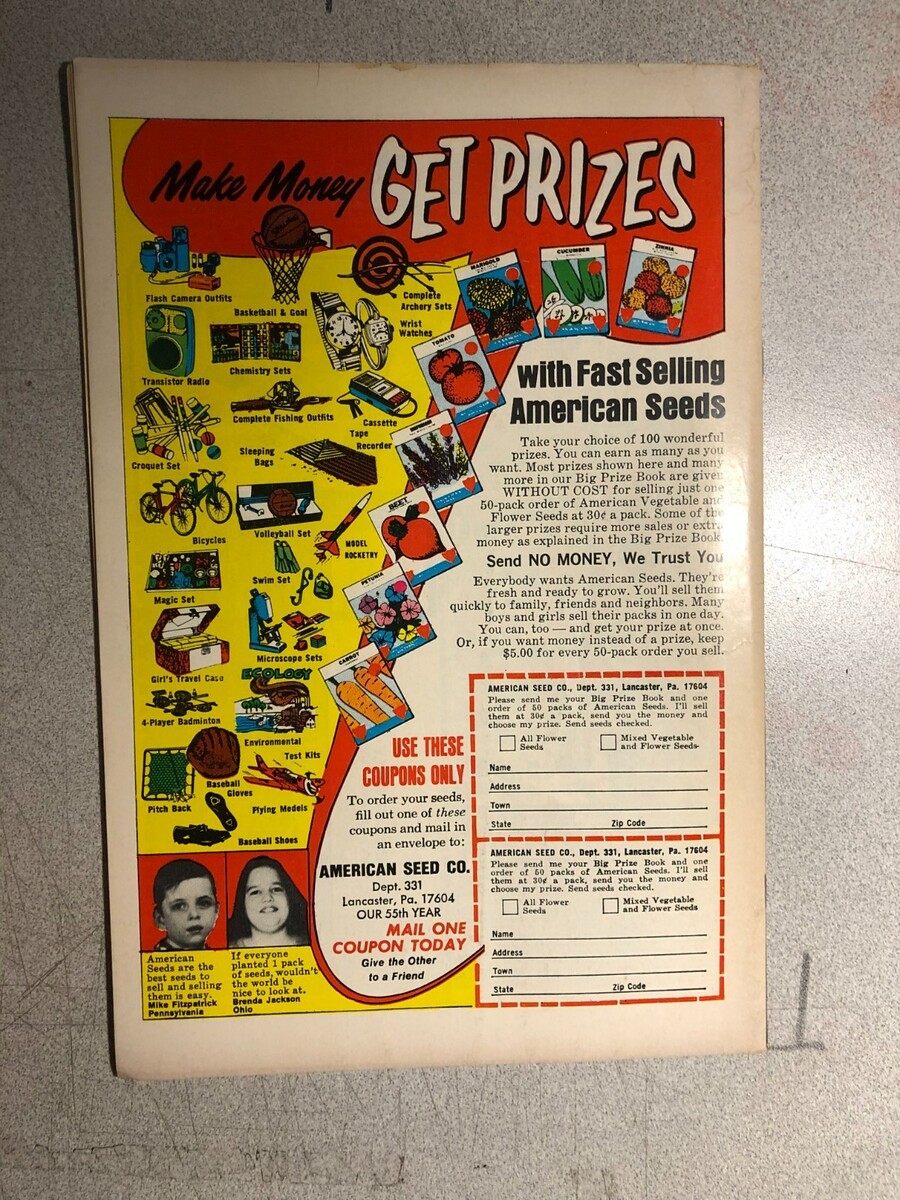 Make Money GET PRIZES
Flash Camera Outfits
Basketball & Goal
Complete
Archery Sets
Wrist
Watches
Transistor Radio
Chemistry Sets
Complete Fishing Outfits
Cassette
Tape
Recorder
Croquet Set
Sleeping
Bags
Bicycles
Volleyball Set
MODEL
ROCKETRY
Swim Set
Magic Set
Microscope Sets
Girl's Travel Case
ECOLOGY
4-Player Badminton
Environmental
Test Kits
Pitch Back
Baseball
Gloves
Flying Models
Baseball Shoes
MARIGOLD
CUCUMBER
ZINNIA
TOMATO
BEET
PETUNIA
CARROT
with Fast Selling
American Seeds
Take your choice of 100 wonderful
prizes. You can earn as many as you
want. Most prizes shown here and many
more in our Big Prize Book are given
WITHOUT COST for selling just one
50-pack order of American Vegetable and
Flower Seeds at 30¢ a pack. Some of the
larger prizes require more sales or extra
money as explained in the Big Prize Book.
Send NO MONEY, We Trust You
Everybody wants American Seeds. They're
fresh and ready to grow. You'll sell them
quickly to family, friends and neighbors. Many
boys and girls sell their packs in one day.
You can, too — and get your prize at once.
Or, if you want money instead of a prize, keep
$5.00 for every 50-pack order you sell.
USE THESE
COUPONS ONLY
To order your seeds,
fill out one of these
coupons and mail in
an envelope to:
AMERICAN SEED CO.
Dept. 331
Lancaster, Pa. 17604
OUR 55th YEAR
MAIL ONE
COUPON TODAY
Give the Other
to a Friend
AMERICAN SEED CO., Dept. 331, Lancaster, Pa. 17604
Please send me your Big Prize Book and one
order of 50 packs of American Seeds. I'll sell
them at 30¢ a pack, send you the money and
choose my prize. Send seeds checked.
All Flower
Seeds
Mixed Vegetable
and Flower Seeds
Name
Address
Town
State Zip Code
AMERICAN SEED CO., Dept. 331, Lancaster, Pa. 17604
Please send me your Big Prize Book and one
order of 50 packs of American Seeds. I'll sell
them at 30¢ a pack, send you the money and
choose my prize. Send seeds checked.
All Flower
Seeds
Mixed Vegetable
and Flower Seeds
Name
Address
Town
State Zip Code
American
Seeds are the
best seeds to
sell and selling
them is easy.
Mike Fitzpatrick
Pennsylvania
If everyone
planted 1 pack
of seeds, wouldn't
the world be
nice to look at.
Brenda Jackson
Ohio